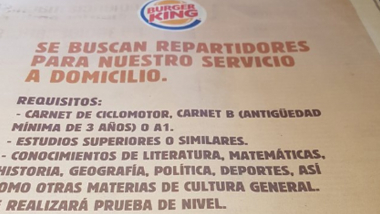 BURGER
KING
SE BUSCAN REPARTIDORES
PARA NUESTRO SERVICIO
A DOMICILIO.
REQUISITOS:
- CARNET DE CICLOMOTOR, CARNET B (ANTIGÜEDAD
MÍNIMA DE 3 AÑOS) O A1.
- ESTUDIOS SUPERIORES O SIMILARES.
- CONOCIMIENTOS DE LITERATURA, MATEMÁTICAS,
HISTORIA, GEOGRAFÍA, POLÍTICA, DEPORTES, ASÍ
OMO OTRAS MATERIAS DE CULTURA GENERAL.
E REALIZARÁ PRUEBA DE NIVEL.